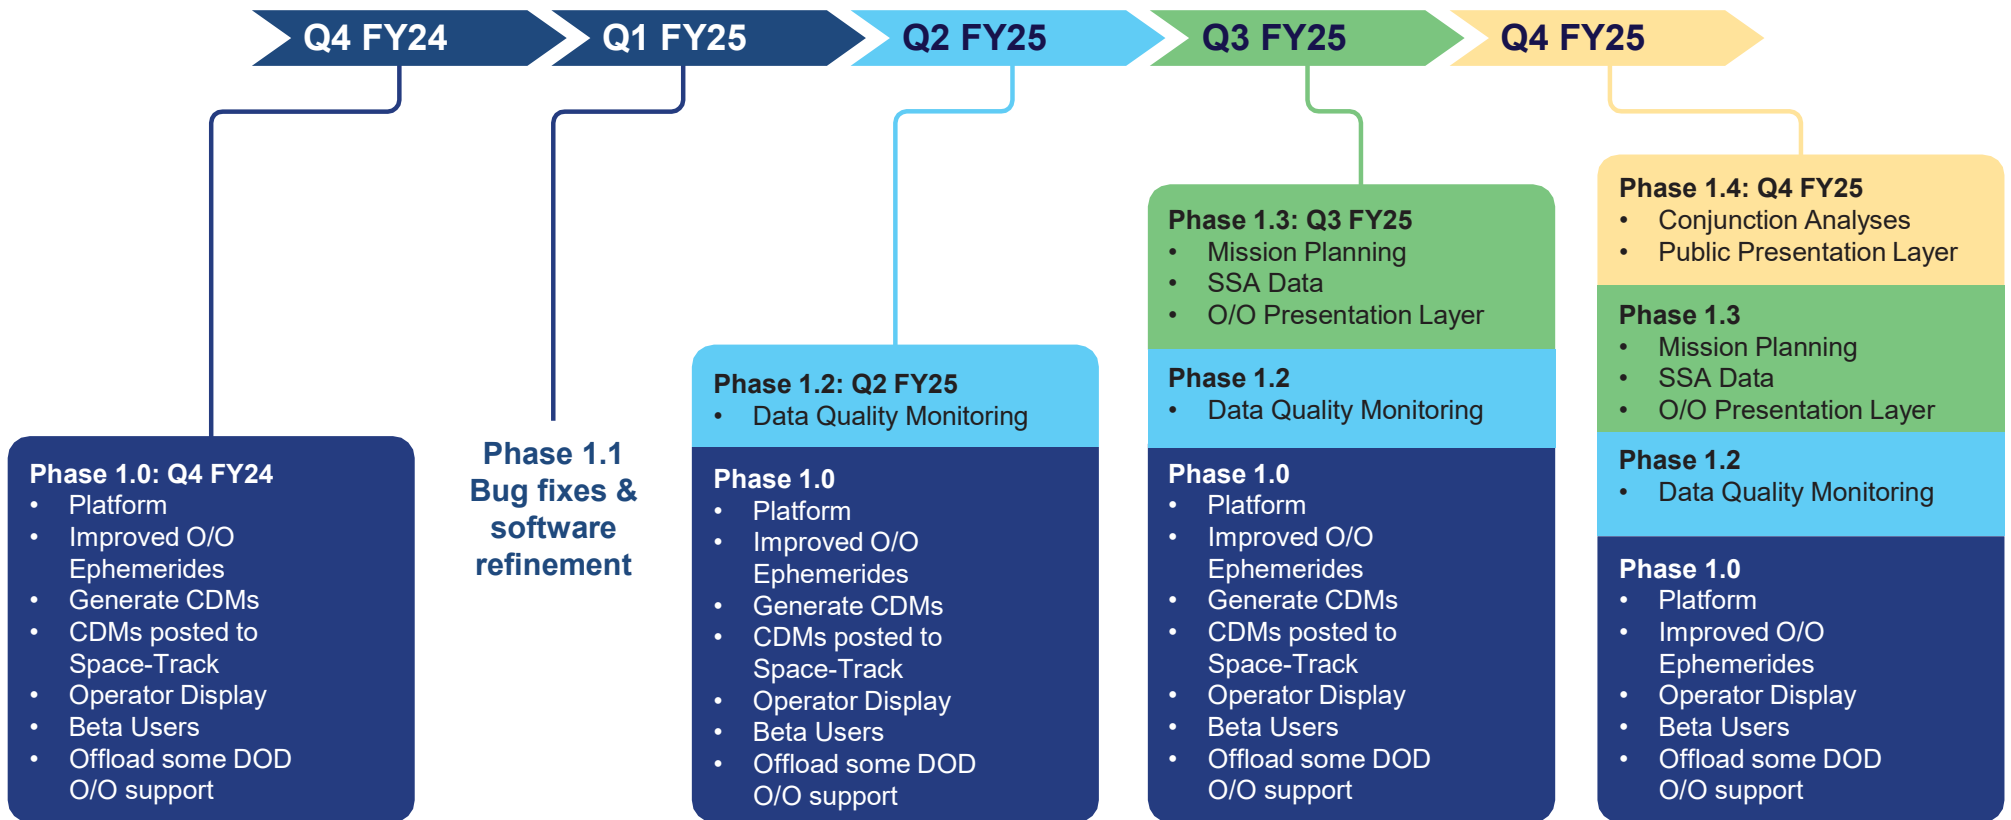 Q4 FY24
Q1 FY25
Q2 FY25
Q3 FY25
Q4 FY25
Phase 1.0: Q4 FY24
• Platform
• Improved O/O
Ephemerides
• Generate CDMs
• CDMs posted to
Space-Track
• Operator Display
• Beta Users
• Offload some DOD
O/O support
Phase 1.1
Bug fixes &
software
refinement
Phase 1.2: Q2 FY25
• Data Quality Monitoring
Phase 1.0
• Platform
• Improved O/O
Ephemerides
• Generate CDMs
• CDMs posted to
Space-Track
• Operator Display
• Beta Users
• Offload some DOD
O/O support
Phase 1.3: Q3 FY25
• Mission Planning
• SSA Data
• O/O Presentation Layer
Phase 1.2
• Data Quality Monitoring
Phase 1.0
• Platform
• Improved O/O
Ephemerides
• Generate CDMs
• CDMs posted to
Space-Track
• Operator Display
• Beta Users
• Offload some DOD
O/O support
Phase 1.4: Q4 FY25
• Conjunction Analyses
• Public Presentation Layer
Phase 1.3
• Mission Planning
• SSA Data
• O/O Presentation Layer
Phase 1.2
• Data Quality Monitoring
Phase 1.0
• Platform
• Improved O/O
Ephemerides
• Operator Display
• Beta Users
• Offload some DOD
O/O support